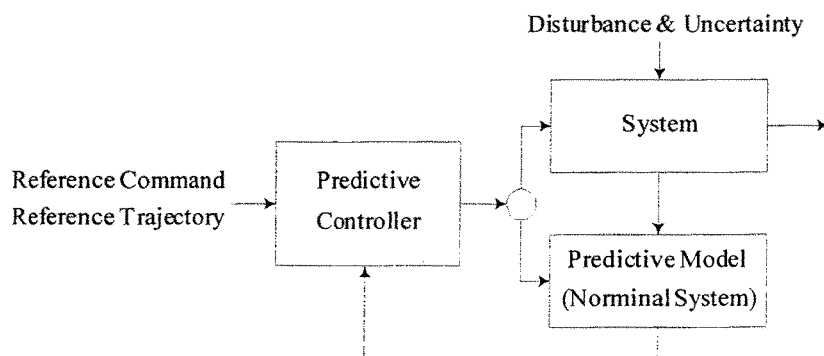 Disturbance & Uncertainty
System
Reference Command
Reference Trajectory
Predictive
Controller
Predictive Model
(Norminal System)